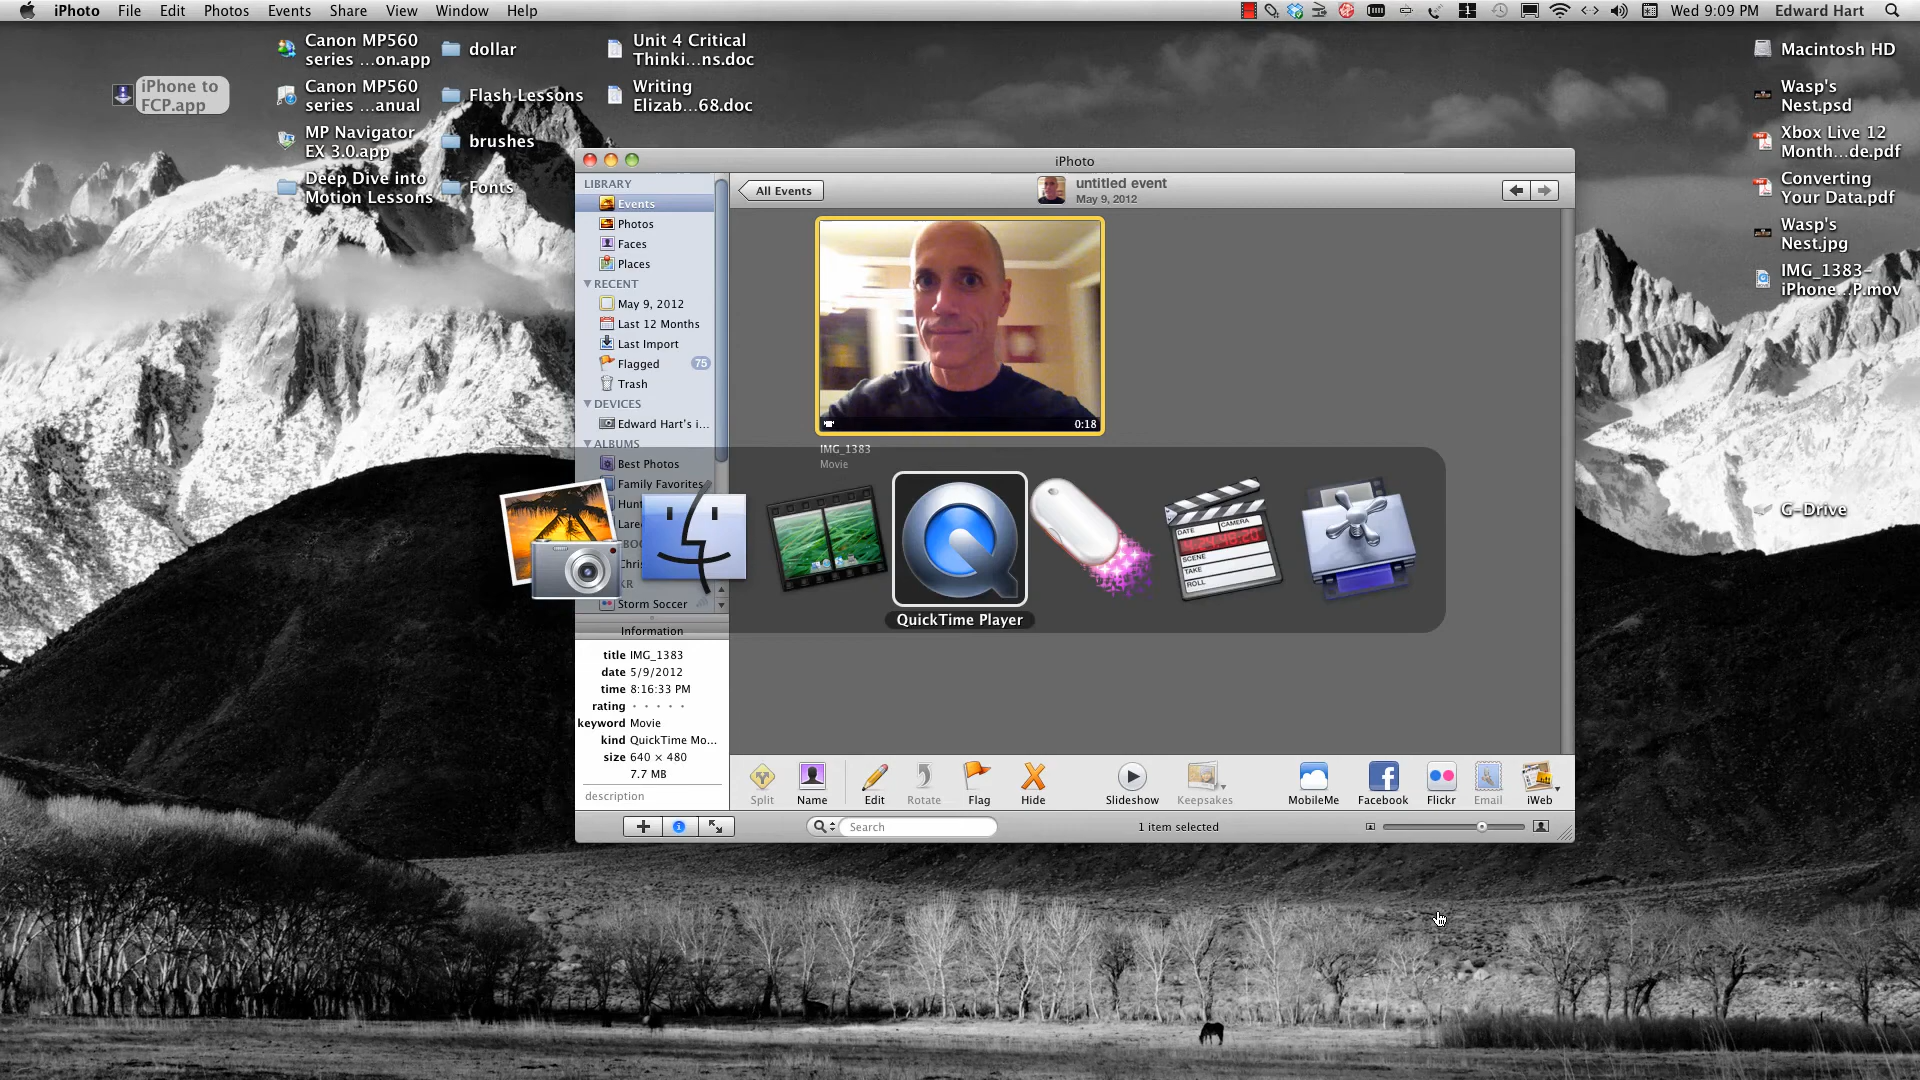 iPhoto File Edit Photos Events Share View Window Help
Wed 9:09 PM Edward Hart
iPhone to
FCP.app
Canon MP560
series ...on.app
Canon MP560
series ...anual
MP Navigator
EX 3.0.app
Deep Dive into
Motion Lessons
dollar
Flash Lessons
brushes
Fonts
Unit 4 Critical
Thinki...ns.doc
Writing
Elizab...68.doc
Macintosh HD
Wasp's
Nest.psd
Xbox Live 12
Month...de.pdf
Converting
Your Data.pdf
Wasp's
Nest.jpg
IMG_1383-
iPhone...P.mov
G-Drive
iPhoto
LIBRARY
Events
Photos
Faces
Places
RECENT
May 9, 2012
Last 12 Months
Last Import
Flagged 75
Trash
DEVICES
Edward Hart's i...
ALBUMS
Best Photos
Family Favorites
Storm Soccer
All Events
untitled event
May 9, 2012
0:18
IMG_1383
Movie
DATE CAMERA
SCENE
TAKE
ROLL
QuickTime Player
Information
title IMG_1383
date 5/9/2012
time 8:16:33 PM
rating · · · · ·
keyword Movie
kind QuickTime Mo...
size 640 × 480
7.7 MB
description
Split Name Edit Rotate Flag Hide Slideshow Keepsakes MobileMe Facebook Flickr Email iWeb
Search
1 item selected